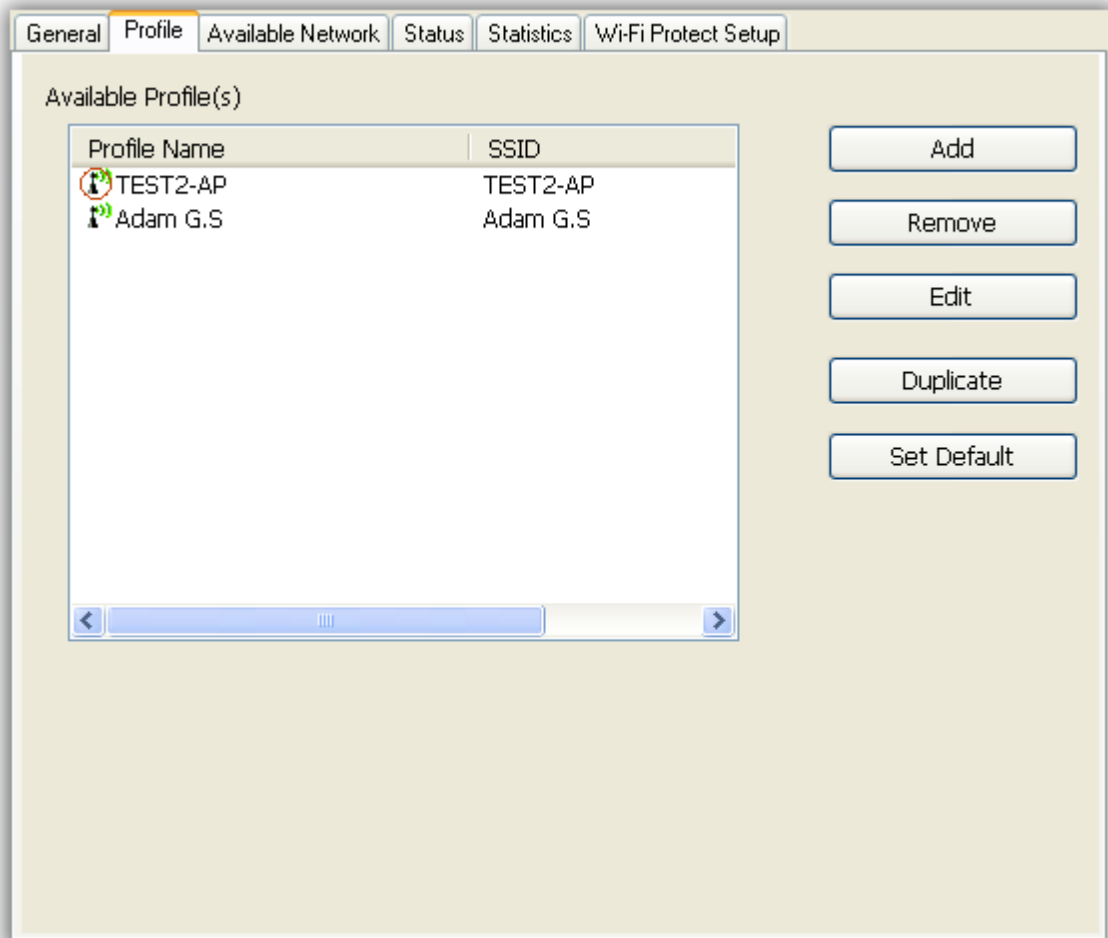 General Profile Available Network Status Statistics Wi-Fi Protect Setup
Available Profile(s)
Profile Name SSID
TEST2-AP TEST2-AP
Adam G.S Adam G.S
Add
Remove
Edit
Duplicate
Set Default